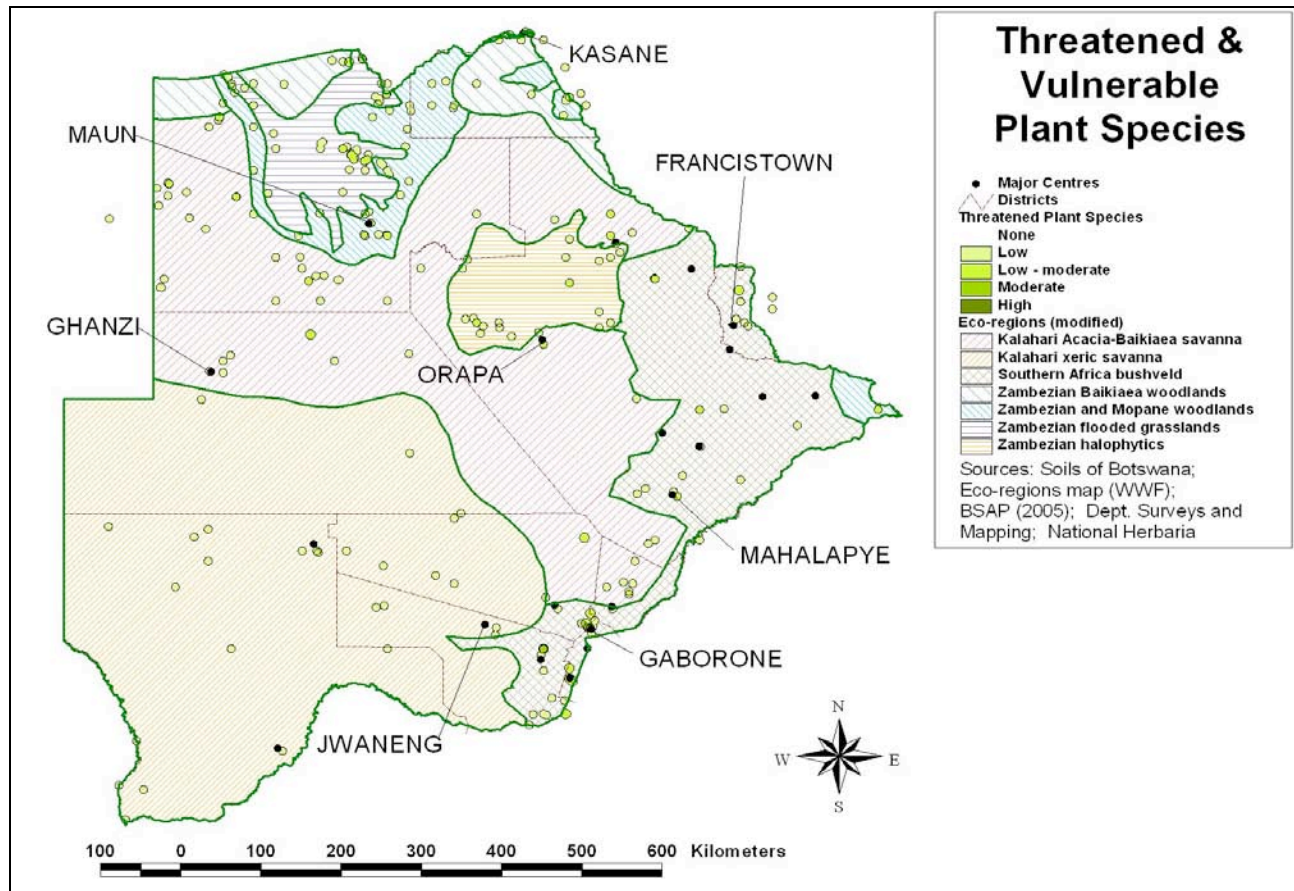 Threatened &
Vulnerable
Plant Species
Major Centres
Districts
Threatened Plant Species
None
Low
Low - moderate
Moderate
High
Eco-regions (modified)
Kalahari Acacia-Baikiaea savanna
Kalahari xeric savanna
Southern Africa bushveld
Zambezian Baikiaea woodlands
Zambezian and Mopane woodlands
Zambezian flooded grasslands
Zambezian halophytics
Sources: Soils of Botswana;
Eco-regions map (WWF);
BSAP (2005); Dept. Surveys and
Mapping; National Herbaria
KASANE
MAUN
FRANCISTOWN
GHANZI
ORAPA
MAHALAPYE
GABORONE
JWANENG
N
W
E
S
100 0 100 200 300 400 500 600 Kilometers